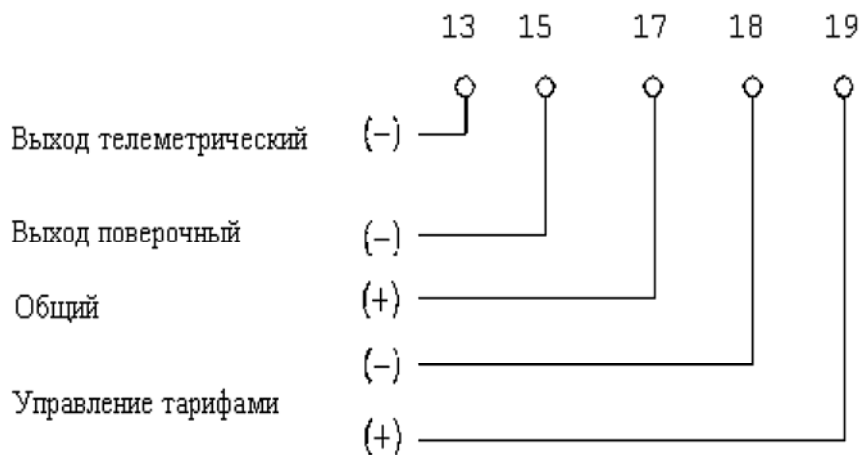 13 15 17 18 19
Выход телеметрический (-)
Выход поверочный (-)
Общий (+)
(-)
Управление тарифами
(+)